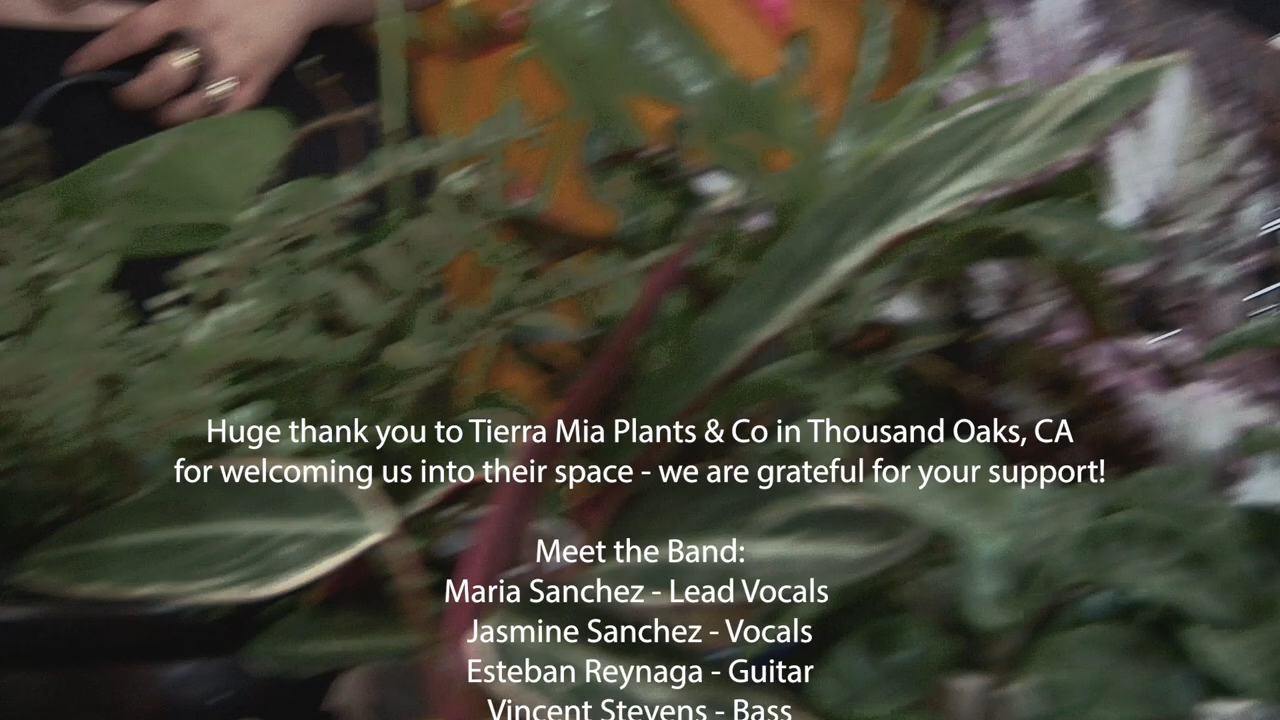 Huge thank you to Tierra Mia Plants & Co in Thousand Oaks, CA
for welcoming us into their space - we are grateful for your support!
Meet the Band:
Maria Sanchez - Lead Vocals
Jasmine Sanchez - Vocals
Esteban Reynaga - Guitar
Vincent Stevens - Bass